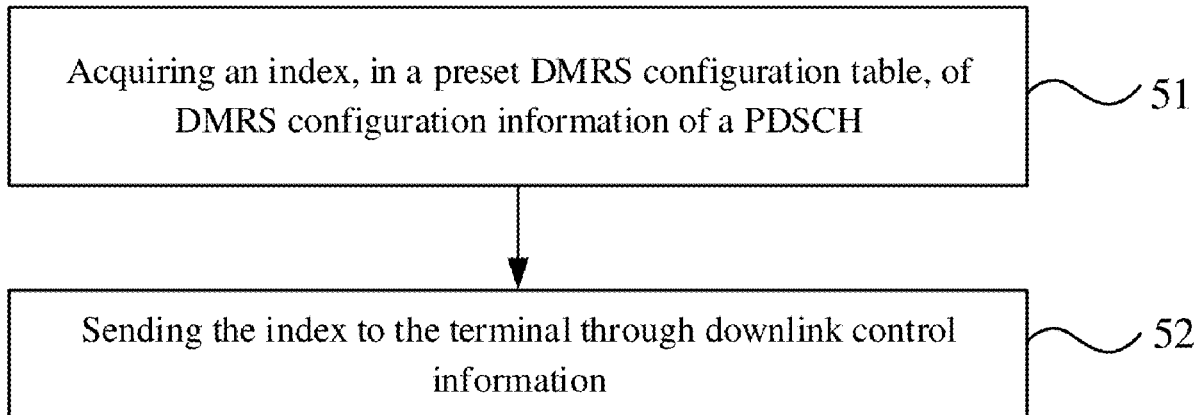 Acquiring an index, in a preset DMRS configuration table, of
DMRS configuration information of a PDSCH
51
Sending the index to the terminal through downlink control
information
52